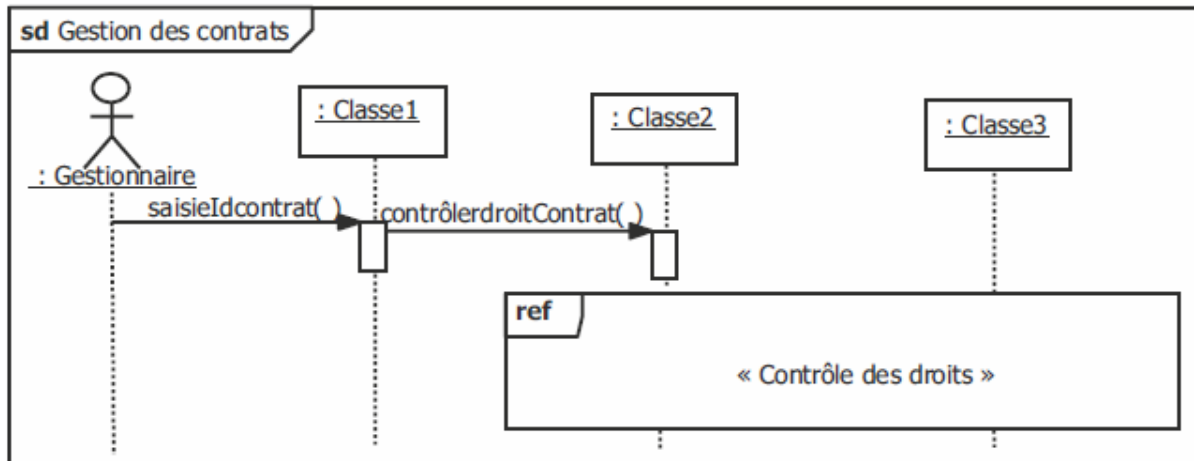 sd Gestion des contrats
: Classe1
: Classe2
: Classe3
: Gestionnaire
saisieIdcontrat( )
contrôlerdroitContrat( )
ref
« Contrôle des droits »